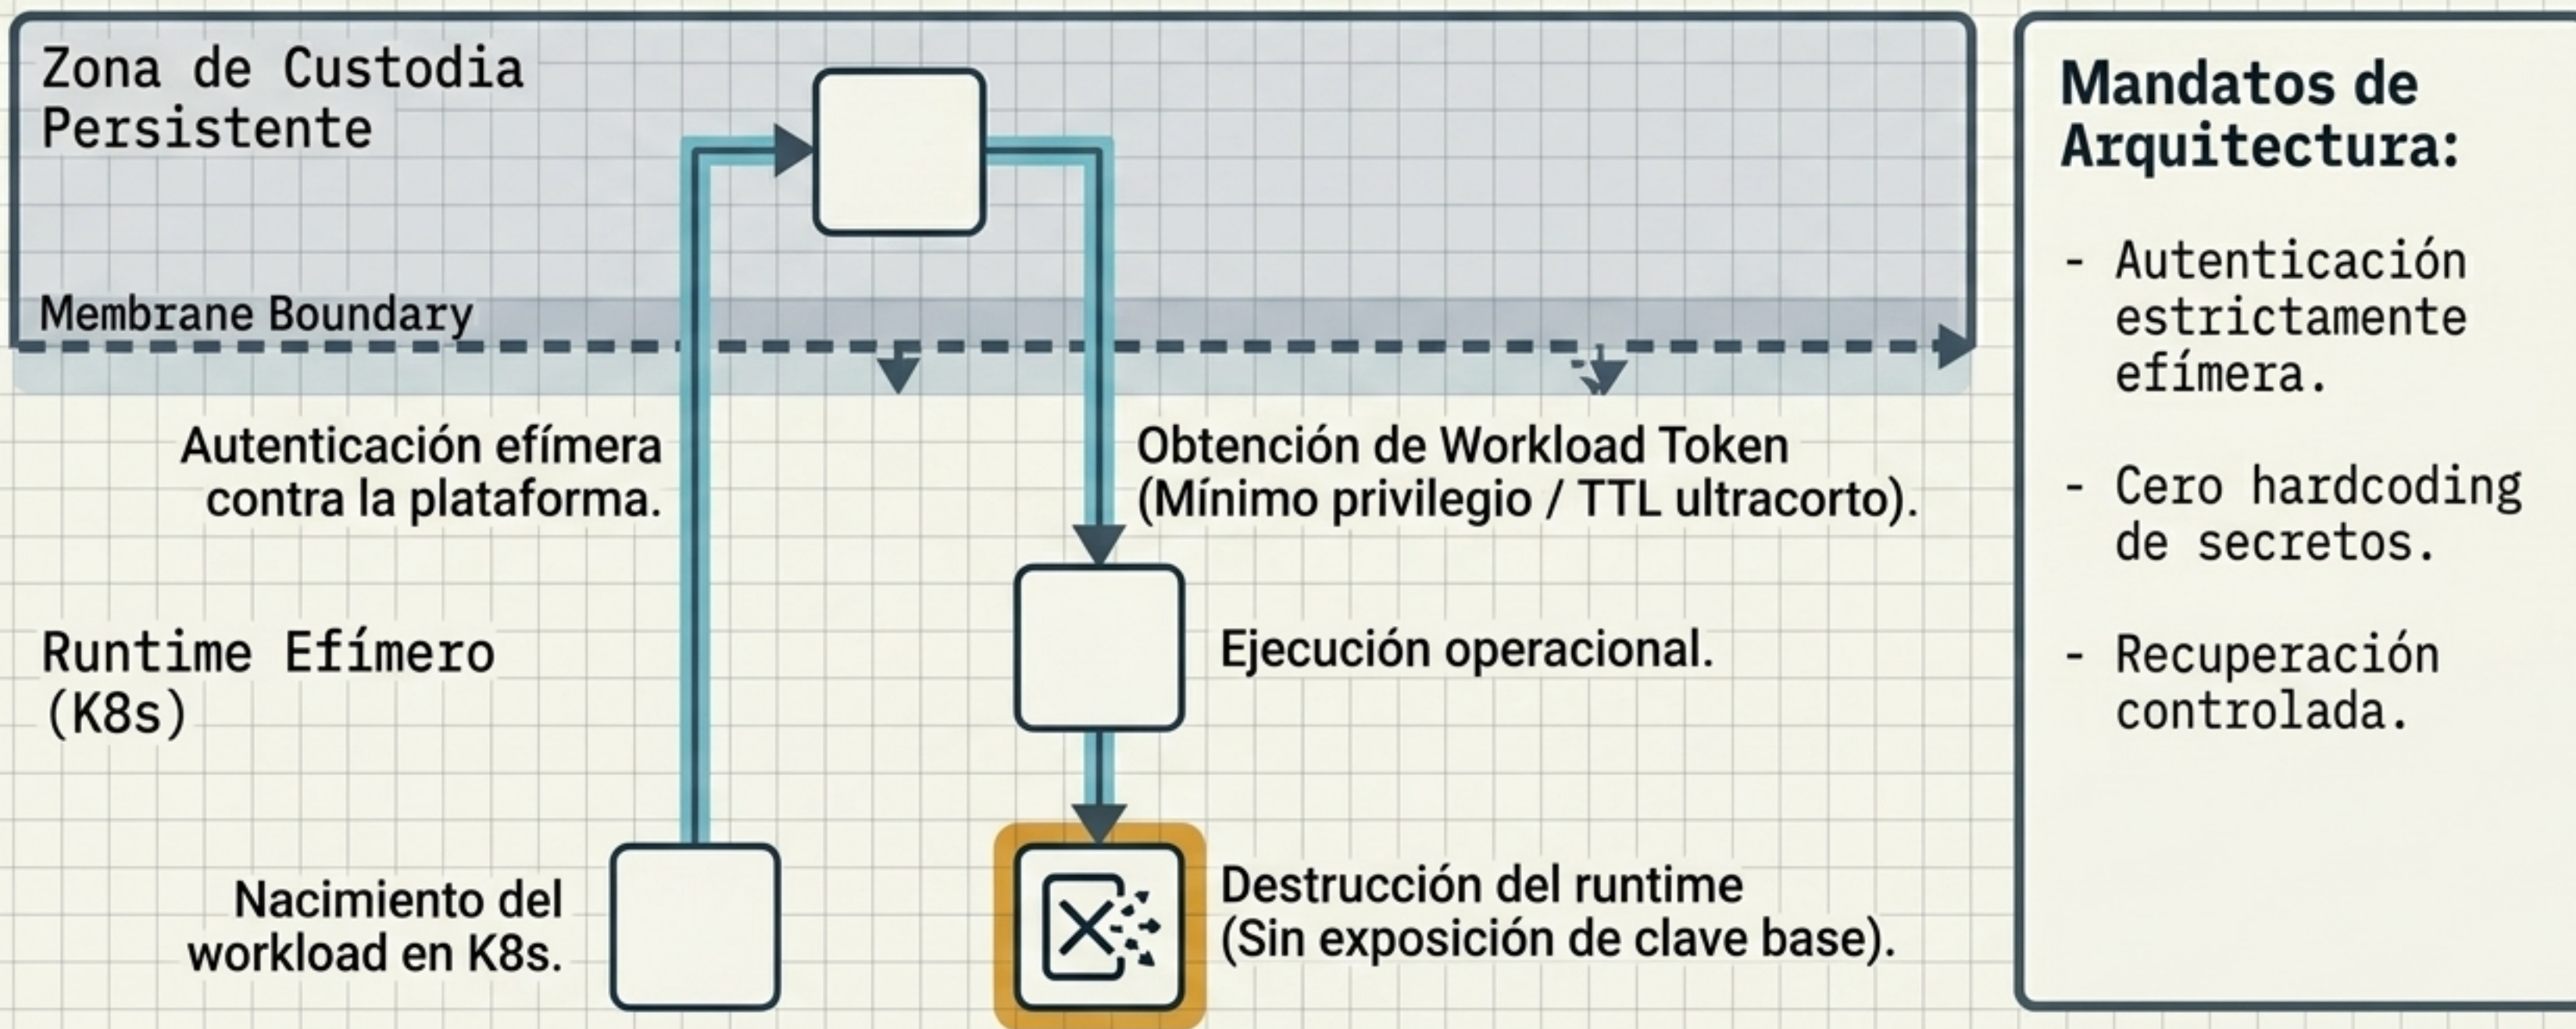 Zona de Custodia
Persistente
Membrane Boundary
Autenticación efímera
contra la plataforma.
Obtención de Workload Token
(Mínimo privilegio / TTL ultracorto).
Runtime Efímero
(K8s)
Ejecución operacional.
Nacimiento del
workload en K8s.
Destrucción del runtime
(Sin exposición de clave base).
Mandatos de
Arquitectura:
- Autenticación
estrictamente
efímera.
- Cero hardcoding
de secretos.
- Recuperación
controlada.